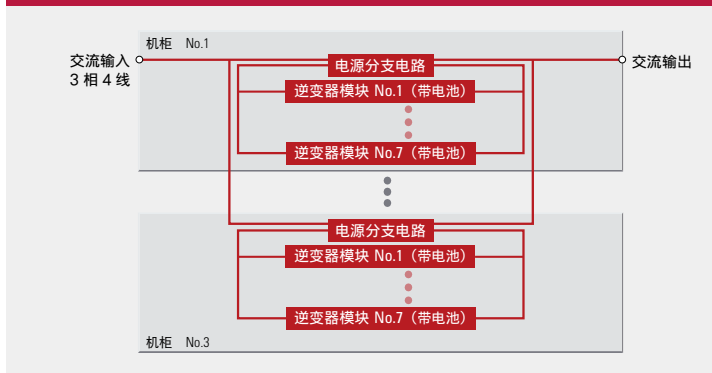 机柜 No.1
交流输入
3 相 4 线
电源分支电路
交流输出
逆变器模块 No.1（带电池）
逆变器模块 No.7（带电池）
电源分支电路
逆变器模块 No.1（带电池）
逆变器模块 No.7（带电池）
机柜 No.3